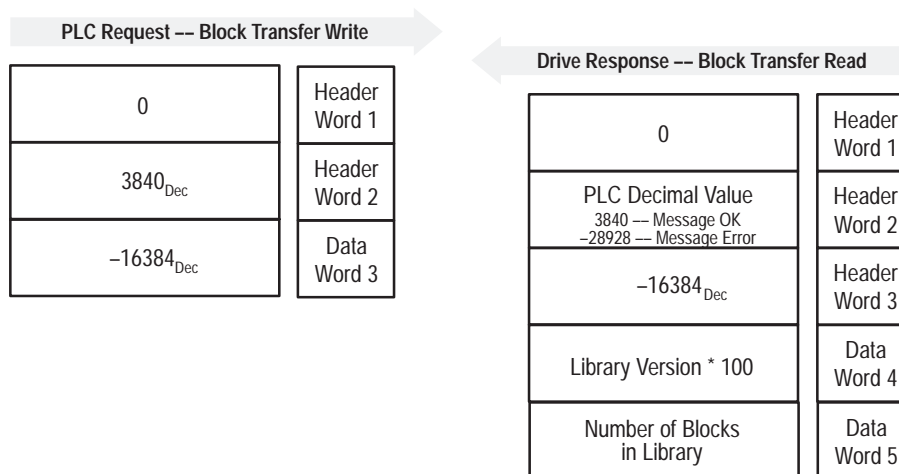 PLC Request –– Block Transfer Write
0
Header
Word 1
3840Dec
Header
Word 2
–16384Dec
Data
Word 3
Drive Response –– Block Transfer Read
0
Header
Word 1
PLC Decimal Value
3840 –– Message OK
–28928 –– Message Error
Header
Word 2
–16384Dec
Header
Word 3
Library Version * 100
Data
Word 4
Number of Blocks
in Library
Data
Word 5